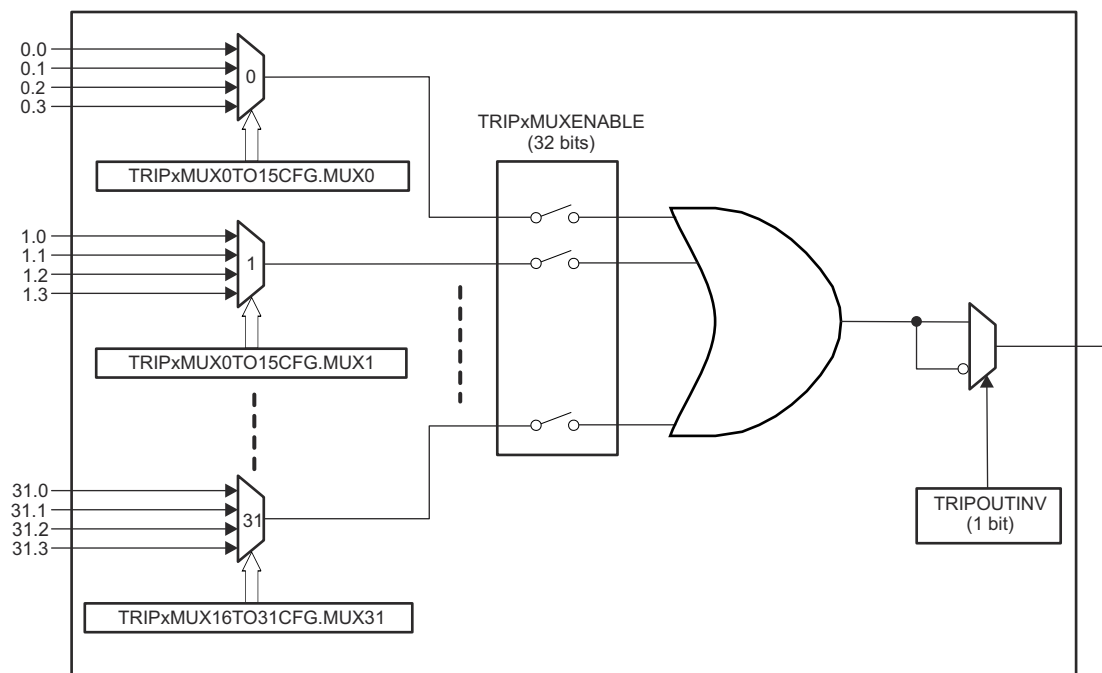 0.0
0.1
0.2
0.3
0
TRIPxMUX0TO15CFG.MUX0
TRIPxMUXENABLE
(32 bits)
1.0
1.1
1.2
1.3
1
TRIPxMUX0TO15CFG.MUX1
31.0
31.1
31.2
31.3
31
TRIPxMUX16TO31CFG.MUX31
TRIPOUTINV
(1 bit)